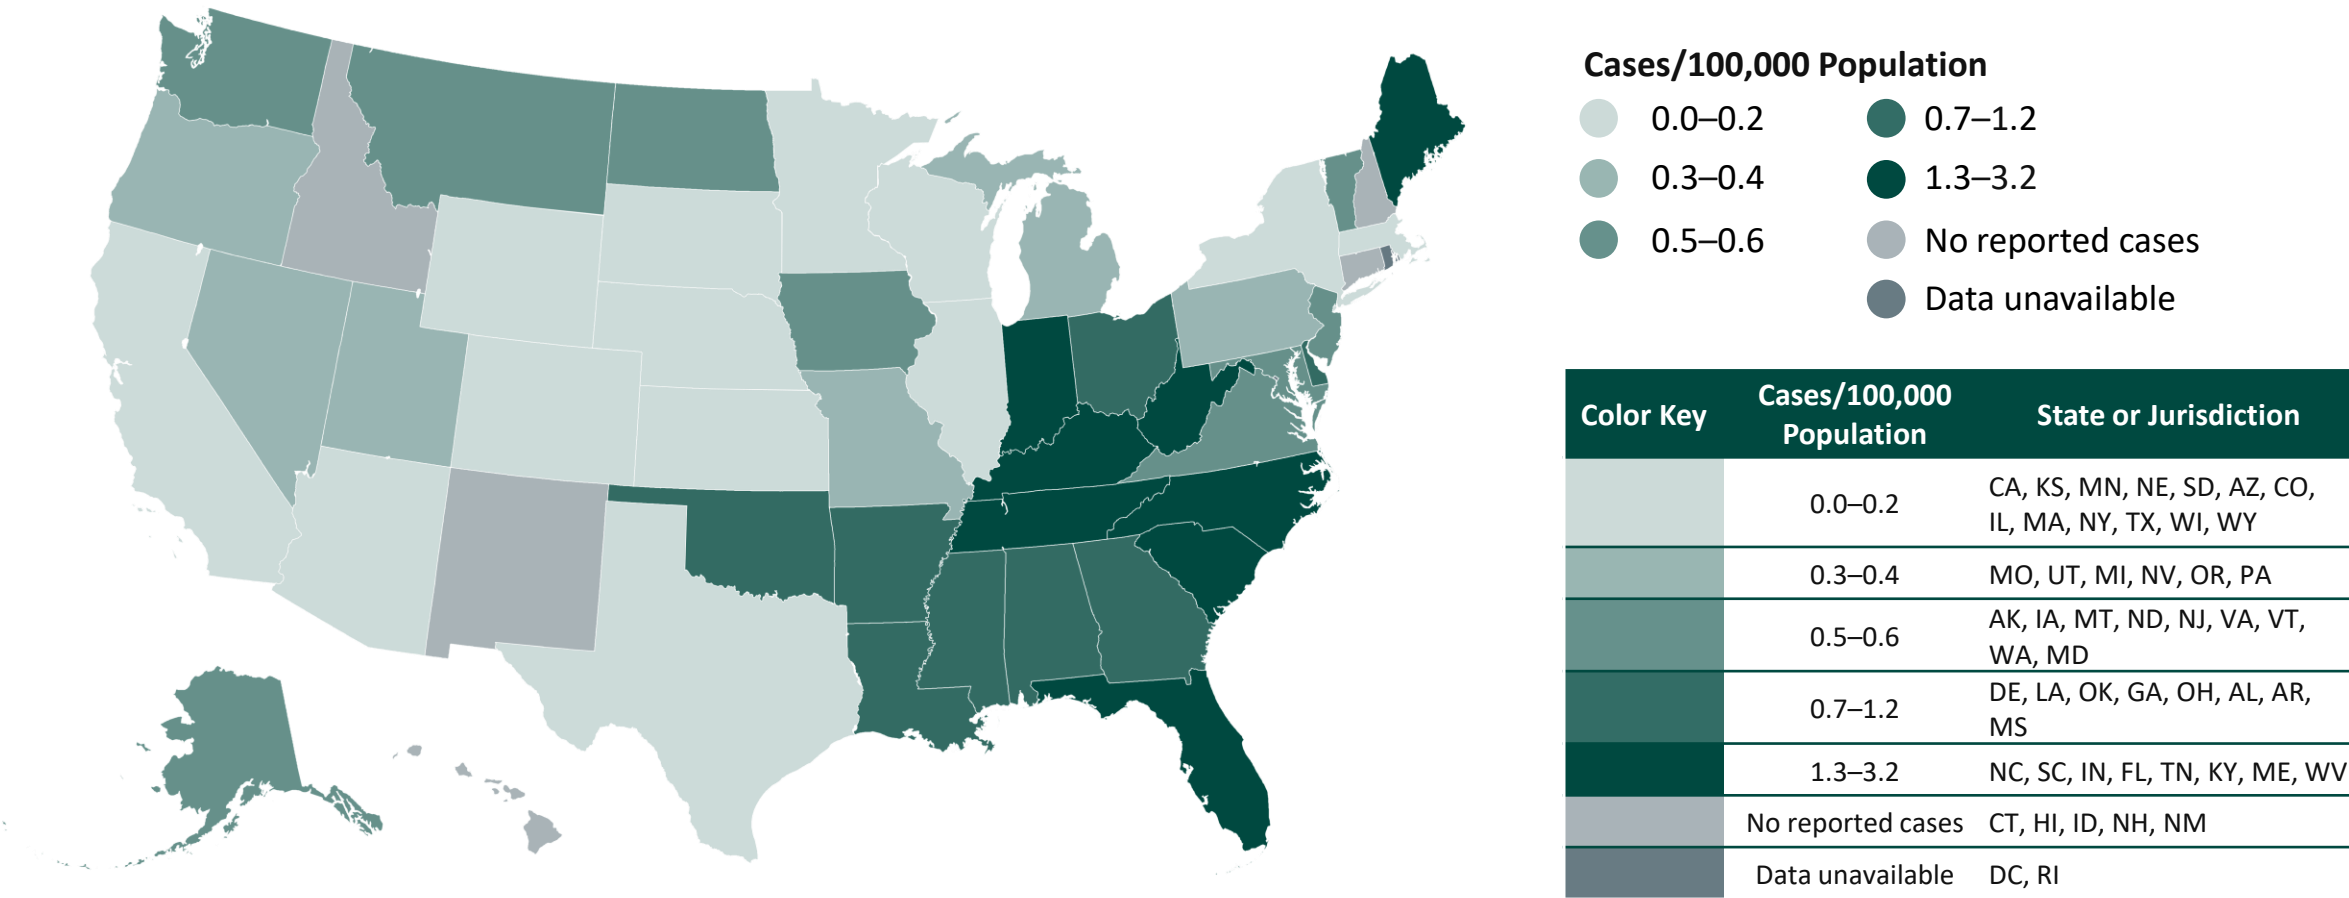 Cases/100,000 Population
0.0–0.2
0.7–1.2
0.3–0.4
1.3–3.2
0.5–0.6
No reported cases
Data unavailable
Color Key
Cases/100,000
Population
State or Jurisdiction
0.0–0.2
CA, KS, MN, NE, SD, AZ, CO,
IL, MA, NY, TX, WI, WY
0.3–0.4
MO, UT, MI, NV, OR, PA
0.5–0.6
AK, IA, MT, ND, NJ, VA, VT,
WA, MD
0.7–1.2
DE, LA, OK, GA, OH, AL, AR,
MS
1.3–3.2
NC, SC, IN, FL, TN, KY, ME, WV
No reported cases
CT, HI, ID, NH, NM
Data unavailable
DC, RI